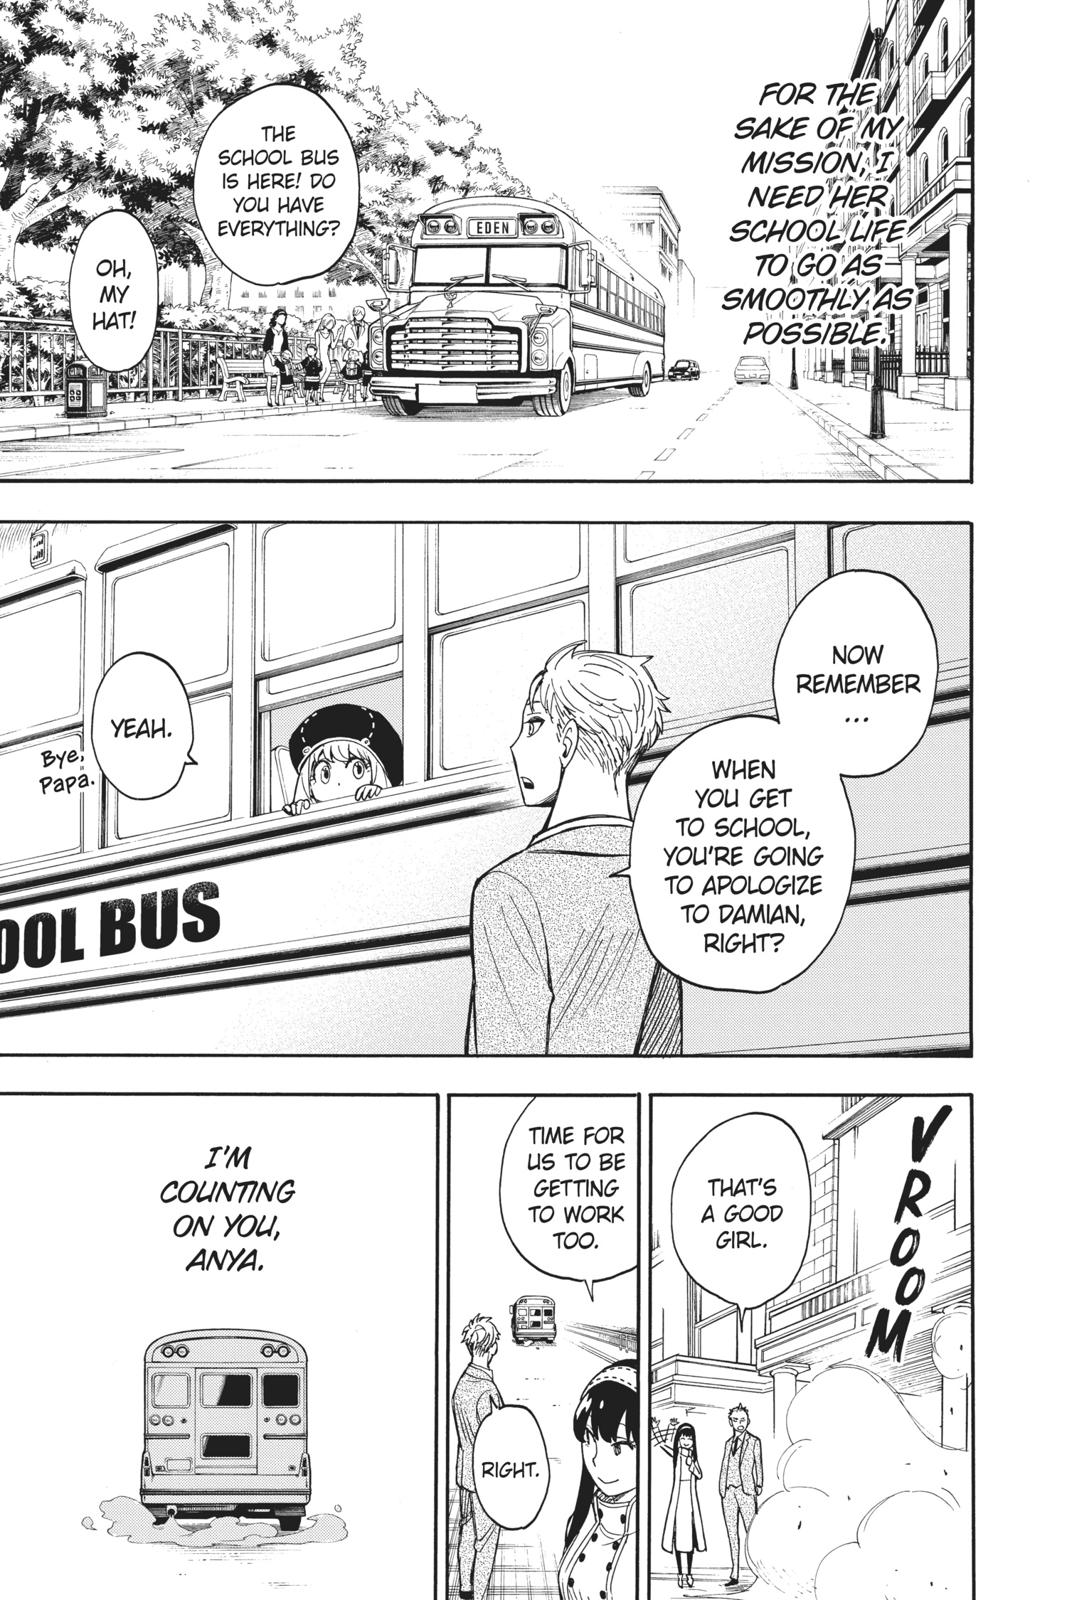 FOR THE
SAKE OF MY
MISSION, I
NEED HER
SCHOOL LIFE
TO GO AS
SMOOTHLY AS
POSSIBLE.
EDEN
THE
SCHOOL BUS
IS HERE! DO
YOU HAVE
EVERYTHING?
OH,
MY
HAT!
NOW
REMEMBER
...
WHEN
YOU GET
TO SCHOOL,
YOU'RE GOING
TO APOLOGIZE
TO DAMIAN,
RIGHT?
YEAH.
Bye,
Papa.
OOL BUS
VROOM
THAT'S
A GOOD
GIRL.
TIME FOR
US TO BE
GETTING
TO WORK
TOO.
RIGHT.
I'M
COUNTING
ON YOU,
ANYA.